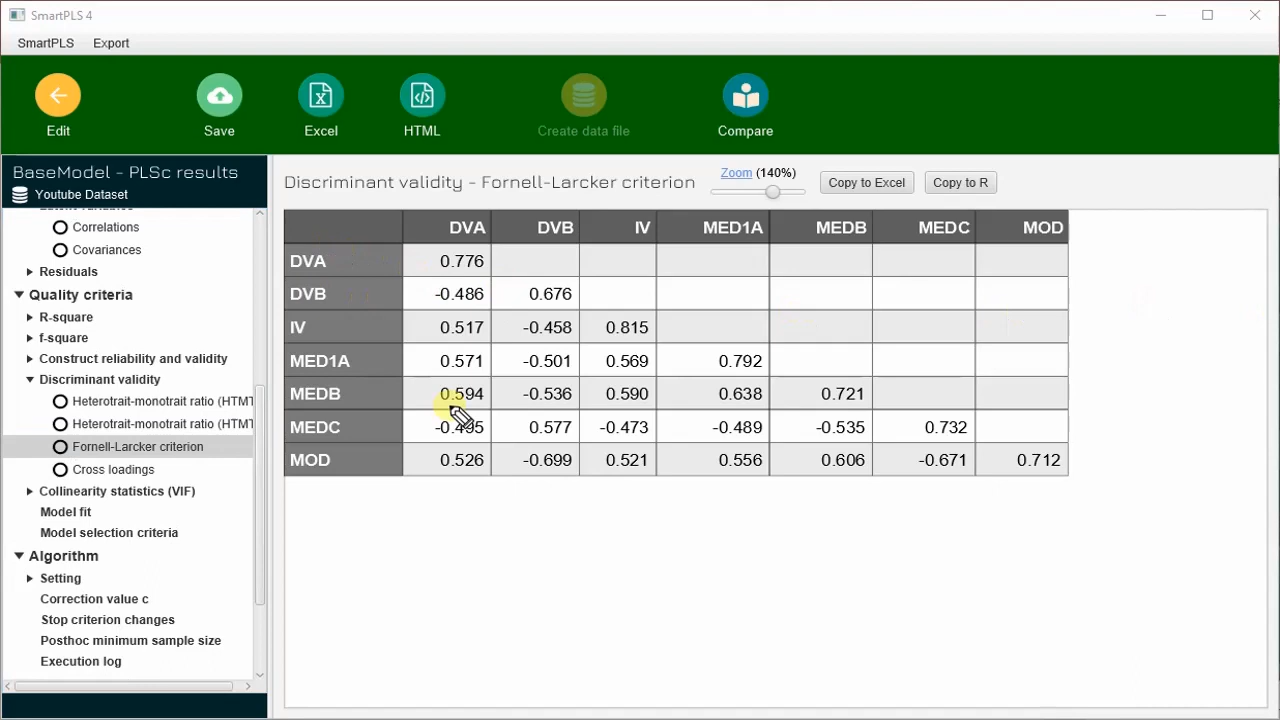 SmartPLS 4
SmartPLS Export
Edit Save Excel HTML Create data file Compare
BaseModel - PLSc results
Youtube Dataset
Correlations
Covariances
Residuals
Quality criteria
R-square
f-square
Construct reliability and validity
Discriminant validity
Heterotrait-monotrait ratio (HTMT
Heterotrait-monotrait ratio (HTMT
Fornell-Larcker criterion
Cross loadings
Collinearity statistics (VIF)
Model fit
Model selection criteria
Algorithm
Setting
Correction value c
Stop criterion changes
Posthoc minimum sample size
Execution log
Discriminant validity - Fornell-Larcker criterion
Zoom (140%)
Copy to Excel
Copy to R
DVA DVB IV MED1A MEDB MEDC MOD
DVA 0.776
DVB -0.486 0.676
IV 0.517 -0.458 0.815
MED1A 0.571 -0.501 0.569 0.792
MEDB 0.594 -0.536 0.590 0.638 0.721
MEDC -0.495 0.577 -0.473 -0.489 -0.535 0.732
MOD 0.526 -0.699 0.521 0.556 0.606 -0.671 0.712